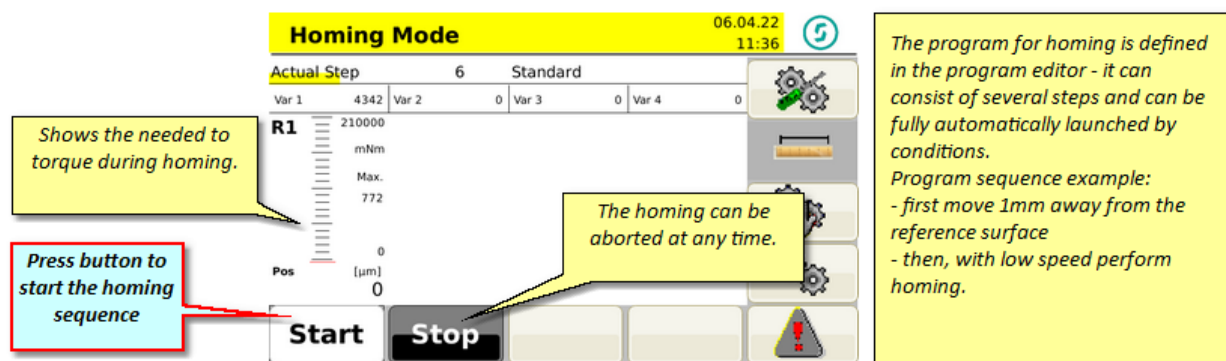 Homing Mode
06.04.22
11:36
Actual Step 6 Standard
Var 1 4342 Var 2 0 Var 3 0 Var 4 0
R1
210000
mNm
Max.
772
0
Pos [µm]
0
Start
Stop
Shows the needed to
torque during homing.
Press button to
start the homing
sequence
The homing can be
aborted at any time.
The program for homing is defined
in the program editor - it can
consist of several steps and can be
fully automatically launched by
conditions.
Program sequence example:
- first move 1mm away from the
reference surface
- then, with low speed perform
homing.